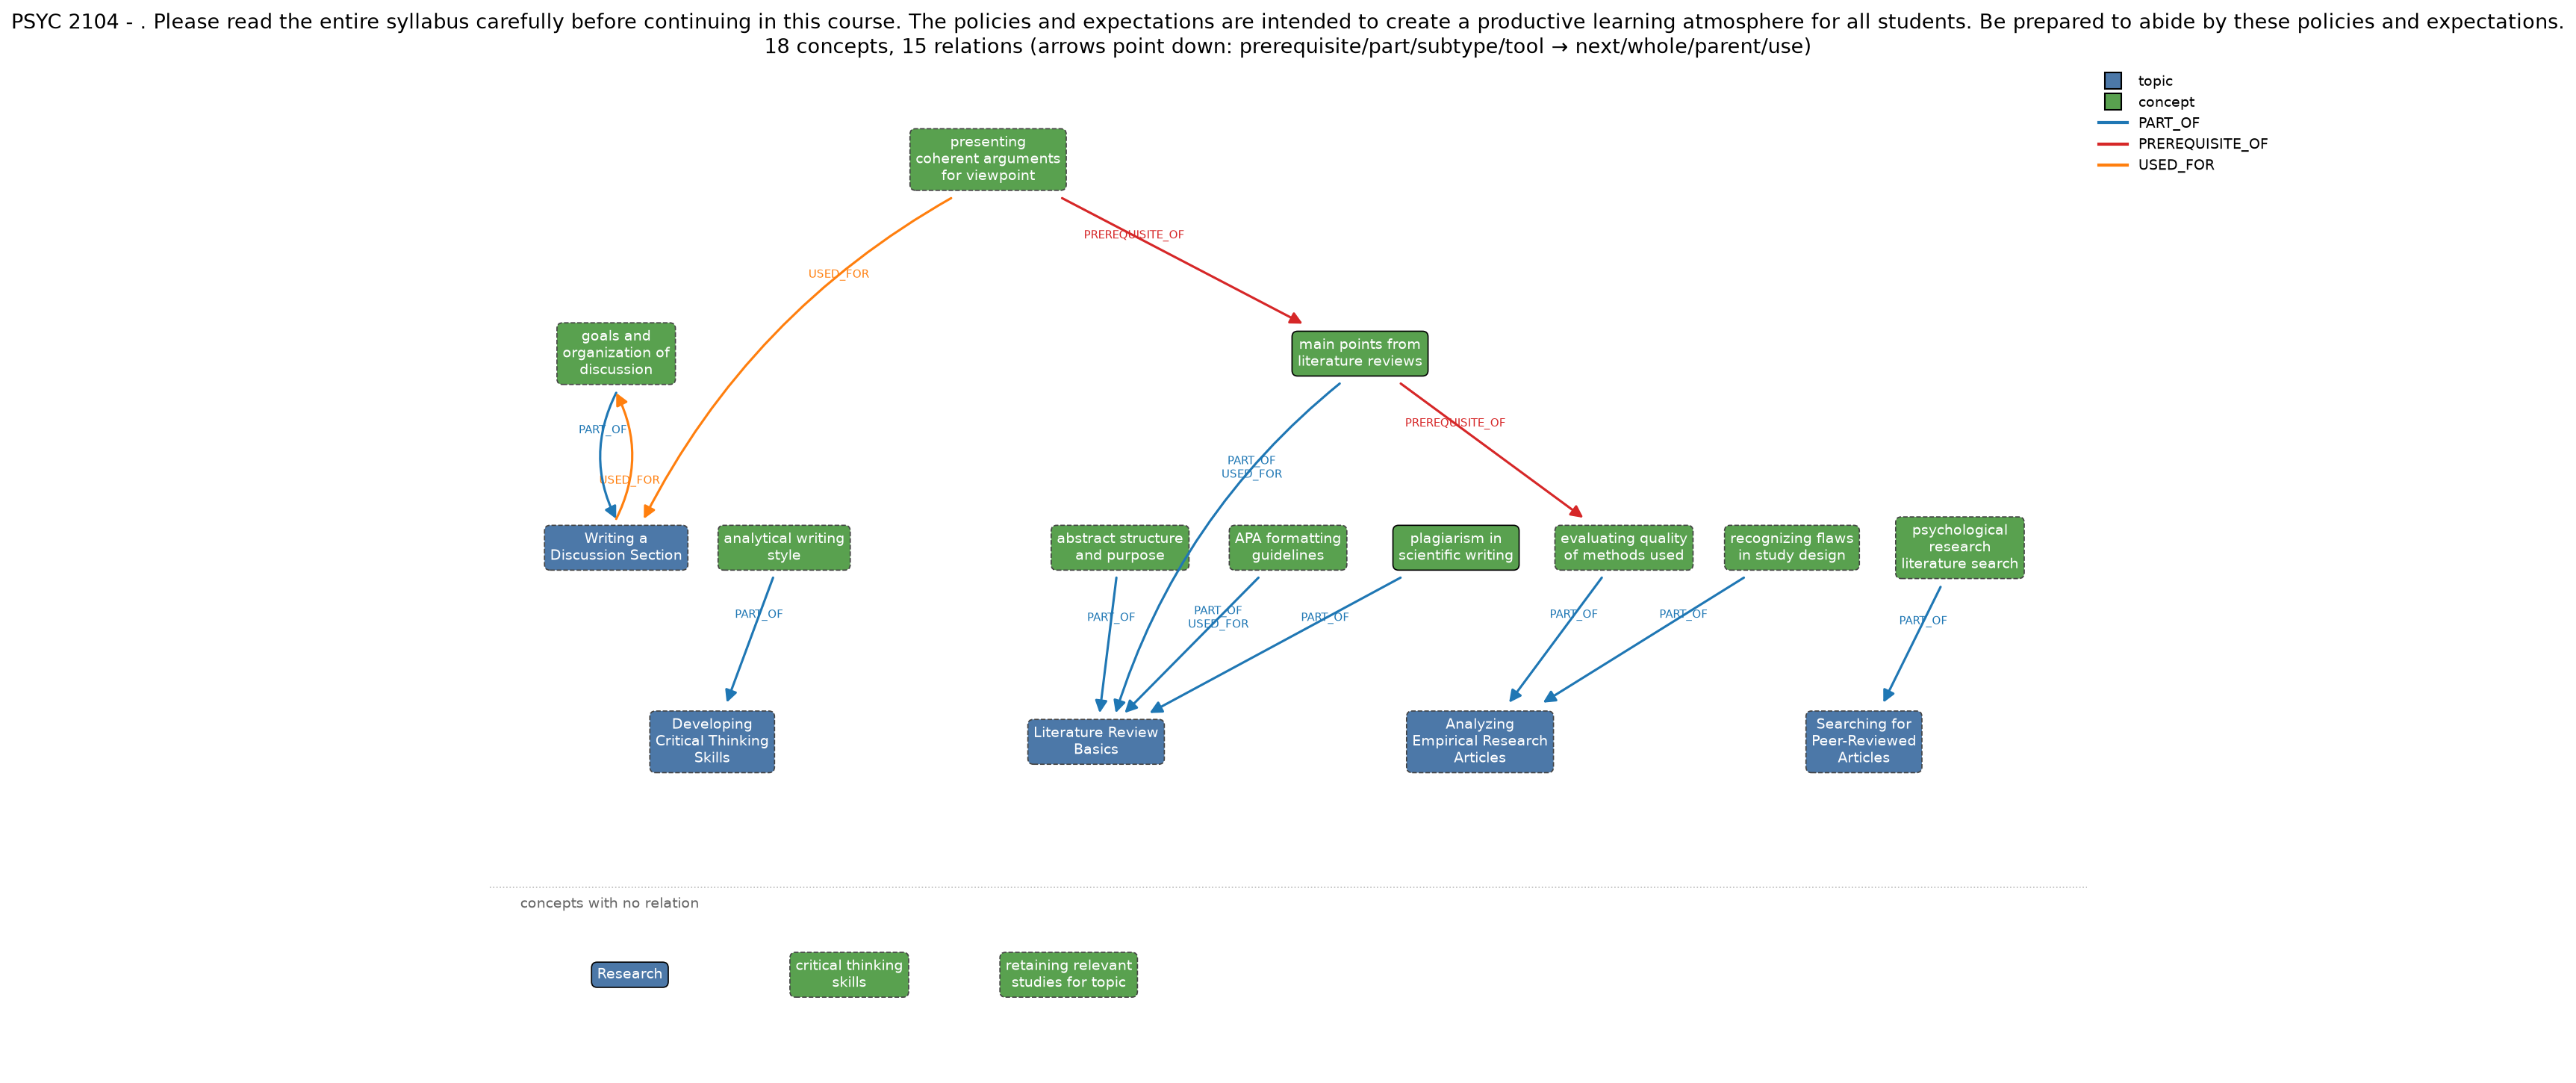 PSYC 2104 - . Please read the entire syllabus carefully before continuing in this course. The policies and expectations are intended to create a productive learning atmosphere for all students. Be prepared to abide by these policies and expectations.
18 concepts, 15 relations (arrows point down: prerequisite/part/subtype/tool → next/whole/parent/use)
topic
concept
PART_OF
PREREQUISITE_OF
USED_FOR
presenting
coherent arguments
for viewpoint
PREREQUISITE_OF
USED_FOR
goals and
organization of
discussion
main points from
literature reviews
PART_OF
USED_FOR
PREREQUISITE_OF
PART_OF
USED_FOR
Writing a
Discussion Section
analytical writing
style
abstract structure
and purpose
APA formatting
guidelines
plagiarism in
scientific writing
evaluating quality
of methods used
recognizing flaws
in study design
psychological
research
literature search
PART_OF
PART_OF
PART_OF
USED_FOR
PART_OF
PART_OF
PART_OF
PART_OF
Developing
Critical Thinking
Skills
Literature Review
Basics
Analyzing
Empirical Research
Articles
Searching for
Peer-Reviewed
Articles
concepts with no relation
Research
critical thinking
skills
retaining relevant
studies for topic